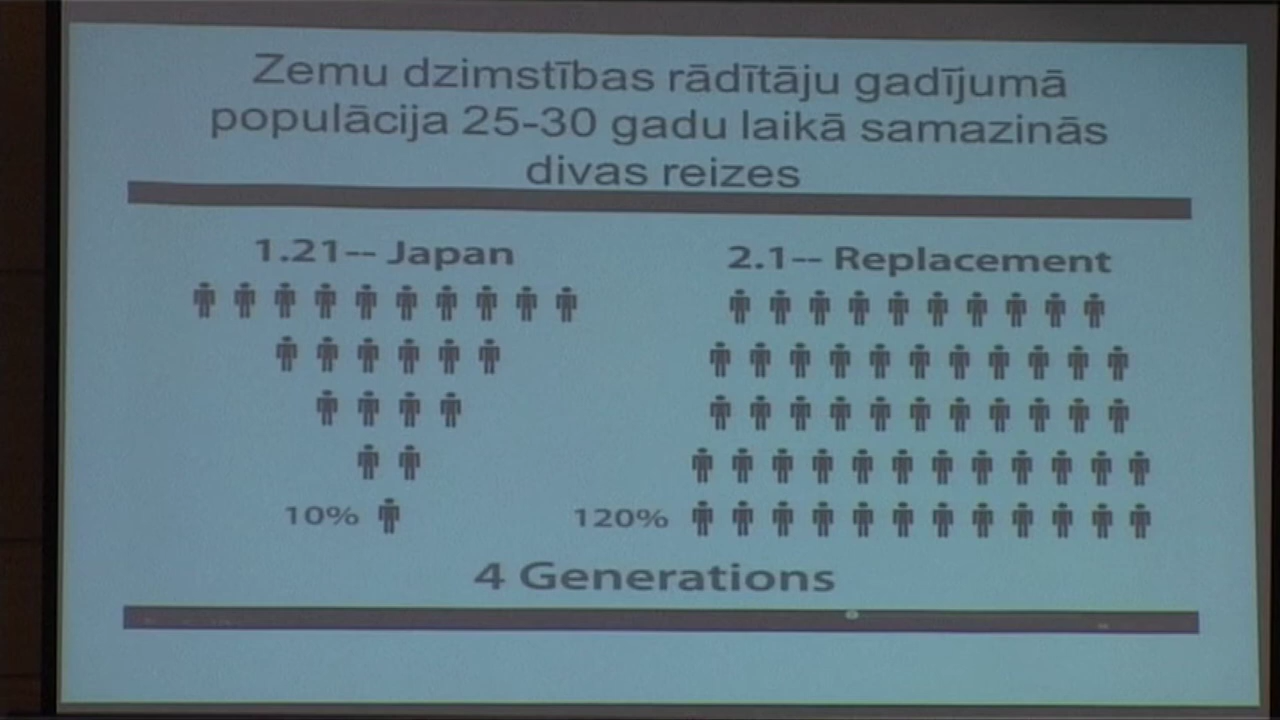 Zemu dzimstības rādītāju gadījumā
populācija 25-30 gadu laikā samazinās
divas reizes
1.21-- Japan
2.1-- Replacement
10%
120%
4 Generations